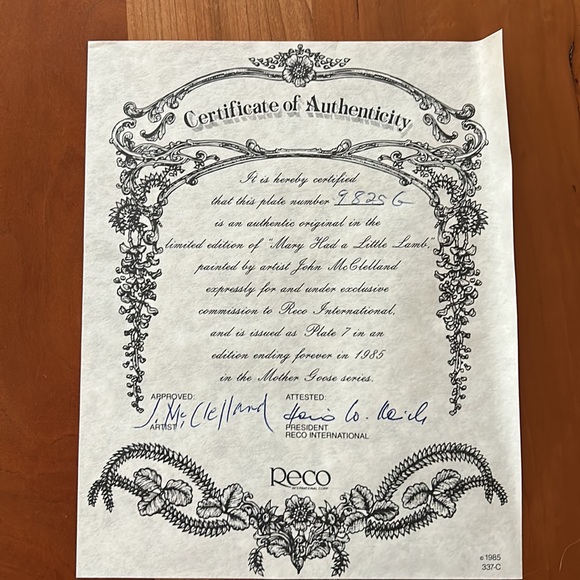 Certificate of Authenticity
It is hereby certified
that this plate number 9825 G
is an authentic original in the
limited edition of "Mary Had a Little Lamb,"
painted by artist John McClelland
expressly for and under exclusive
commission to Reco International,
and is issued as Plate 7 in an
edition ending forever in 1985
in the Mother Goose series.
APPROVED:
J. McClelland
ARTIST
ATTESTED:
PRESIDENT
RECO INTERNATIONAL
Reco
INTERNATIONAL CORP.
© 1985
337-C